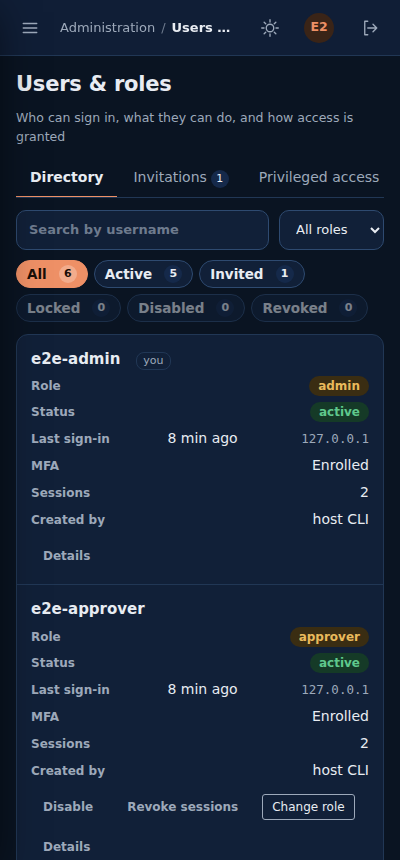 Administration / Users ... E2
Users & roles
Who can sign in, what they can do, and how access is
granted
Directory Invitations 1 Privileged access
Search by username All roles
All 6 Active 5 Invited 1
Locked 0 Disabled 0 Revoked 0
e2e-admin you
Role admin
Status active
Last sign-in 8 min ago 127.0.0.1
MFA Enrolled
Sessions 2
Created by host CLI
Details
e2e-approver
Role approver
Status active
Last sign-in 8 min ago 127.0.0.1
MFA Enrolled
Sessions 2
Created by host CLI
Disable Revoke sessions Change role
Details